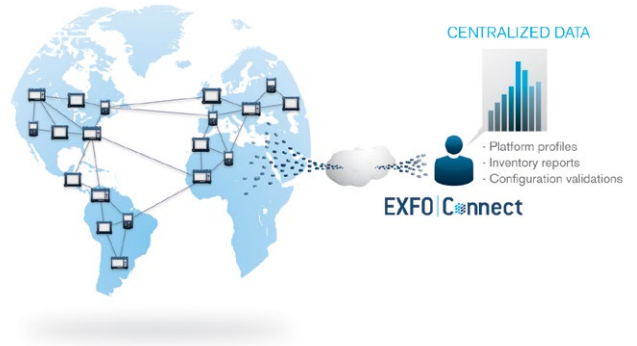 CENTRALIZED DATA
- Platform profiles
- Inventory reports
- Configuration validations
EXFO|Connect